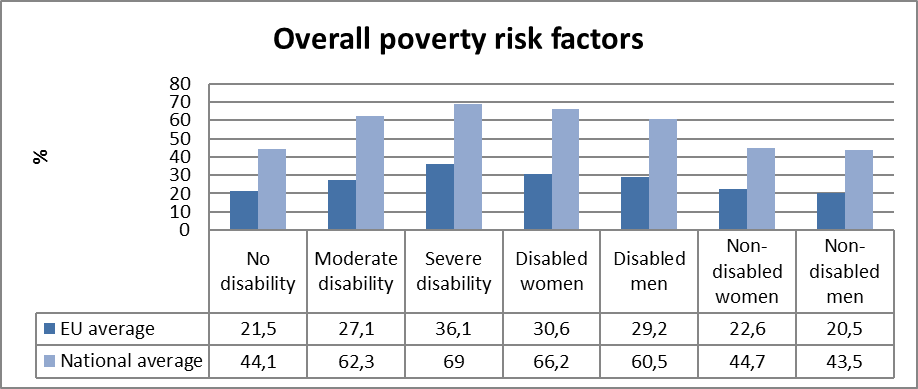 Overall poverty risk factors
80
70
60
50
40
30
20
10
0
%
No disability
Moderate disability
Severe disability
Disabled women
Disabled men
Non-disabled women
Non-disabled men
EU average 21,5 27,1 36,1 30,6 29,2 22,6 20,5
National average 44,1 62,3 69 66,2 60,5 44,7 43,5